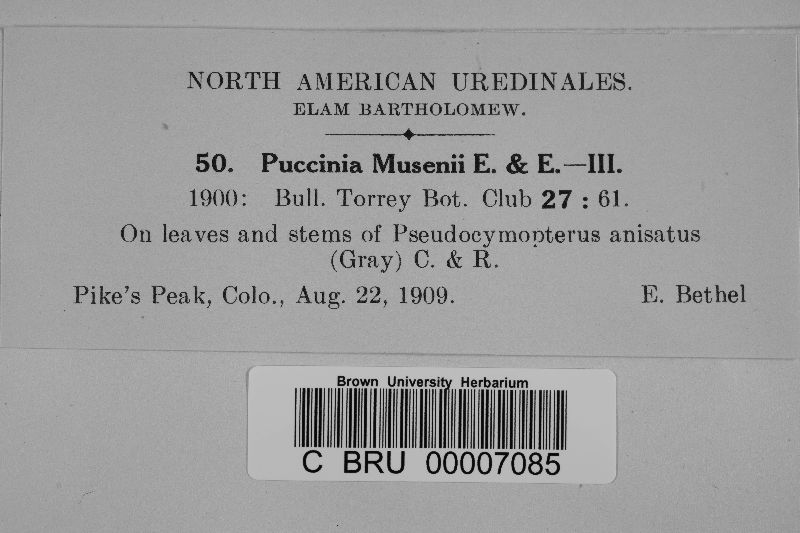 NORTH AMERICAN UREDINALES.
ELAM BARTHOLOMEW.
50. Puccinia Musenii E. & E.—III.
1900: Bull. Torrey Bot. Club 27 : 61.
On leaves and stems of Pseudocymopterus anisatus
(Gray) C. & R.
Pike's Peak, Colo., Aug. 22, 1909. E. Bethel
Brown University Herbarium
C BRU 00007085